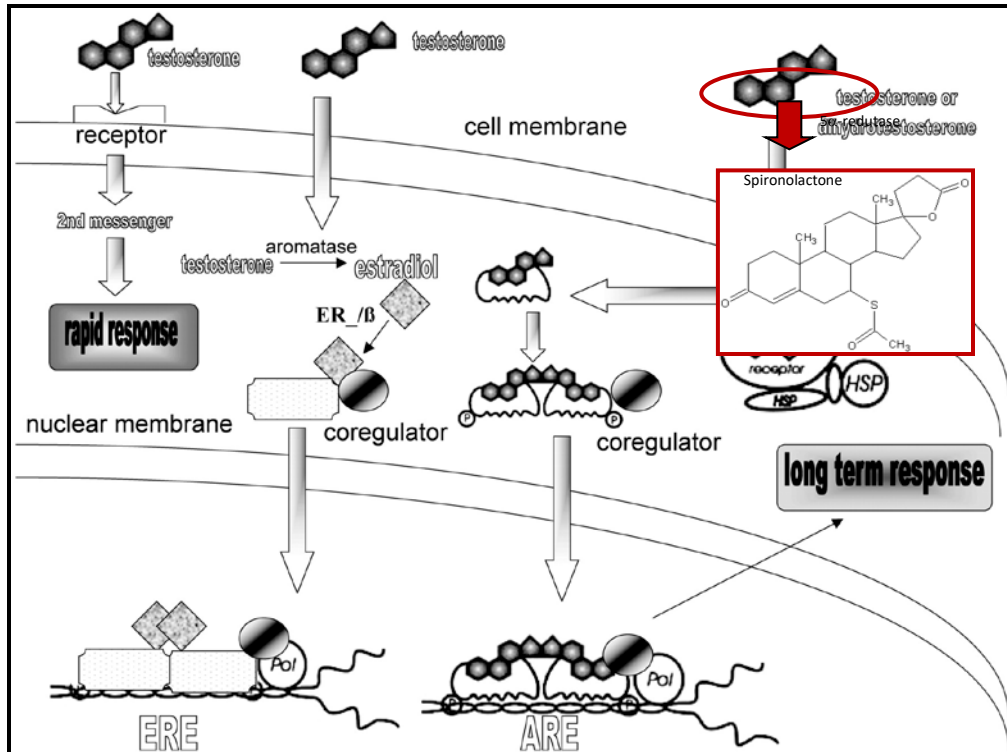 testosterone
testosterone
testosterone or
5α-redutase
dihydrotestosterone
receptor
cell membrane
Spironolactone
O
O
CH3
CH3
O
S
O
CH3
2nd messenger
aromatase
testosterone
estradiol
ER_/ß
rapid response
receptor
HSP
HSP
P
P
nuclear membrane
coregulator
coregulator
long term response
Pol
Pol
P
P
ERE
ARE